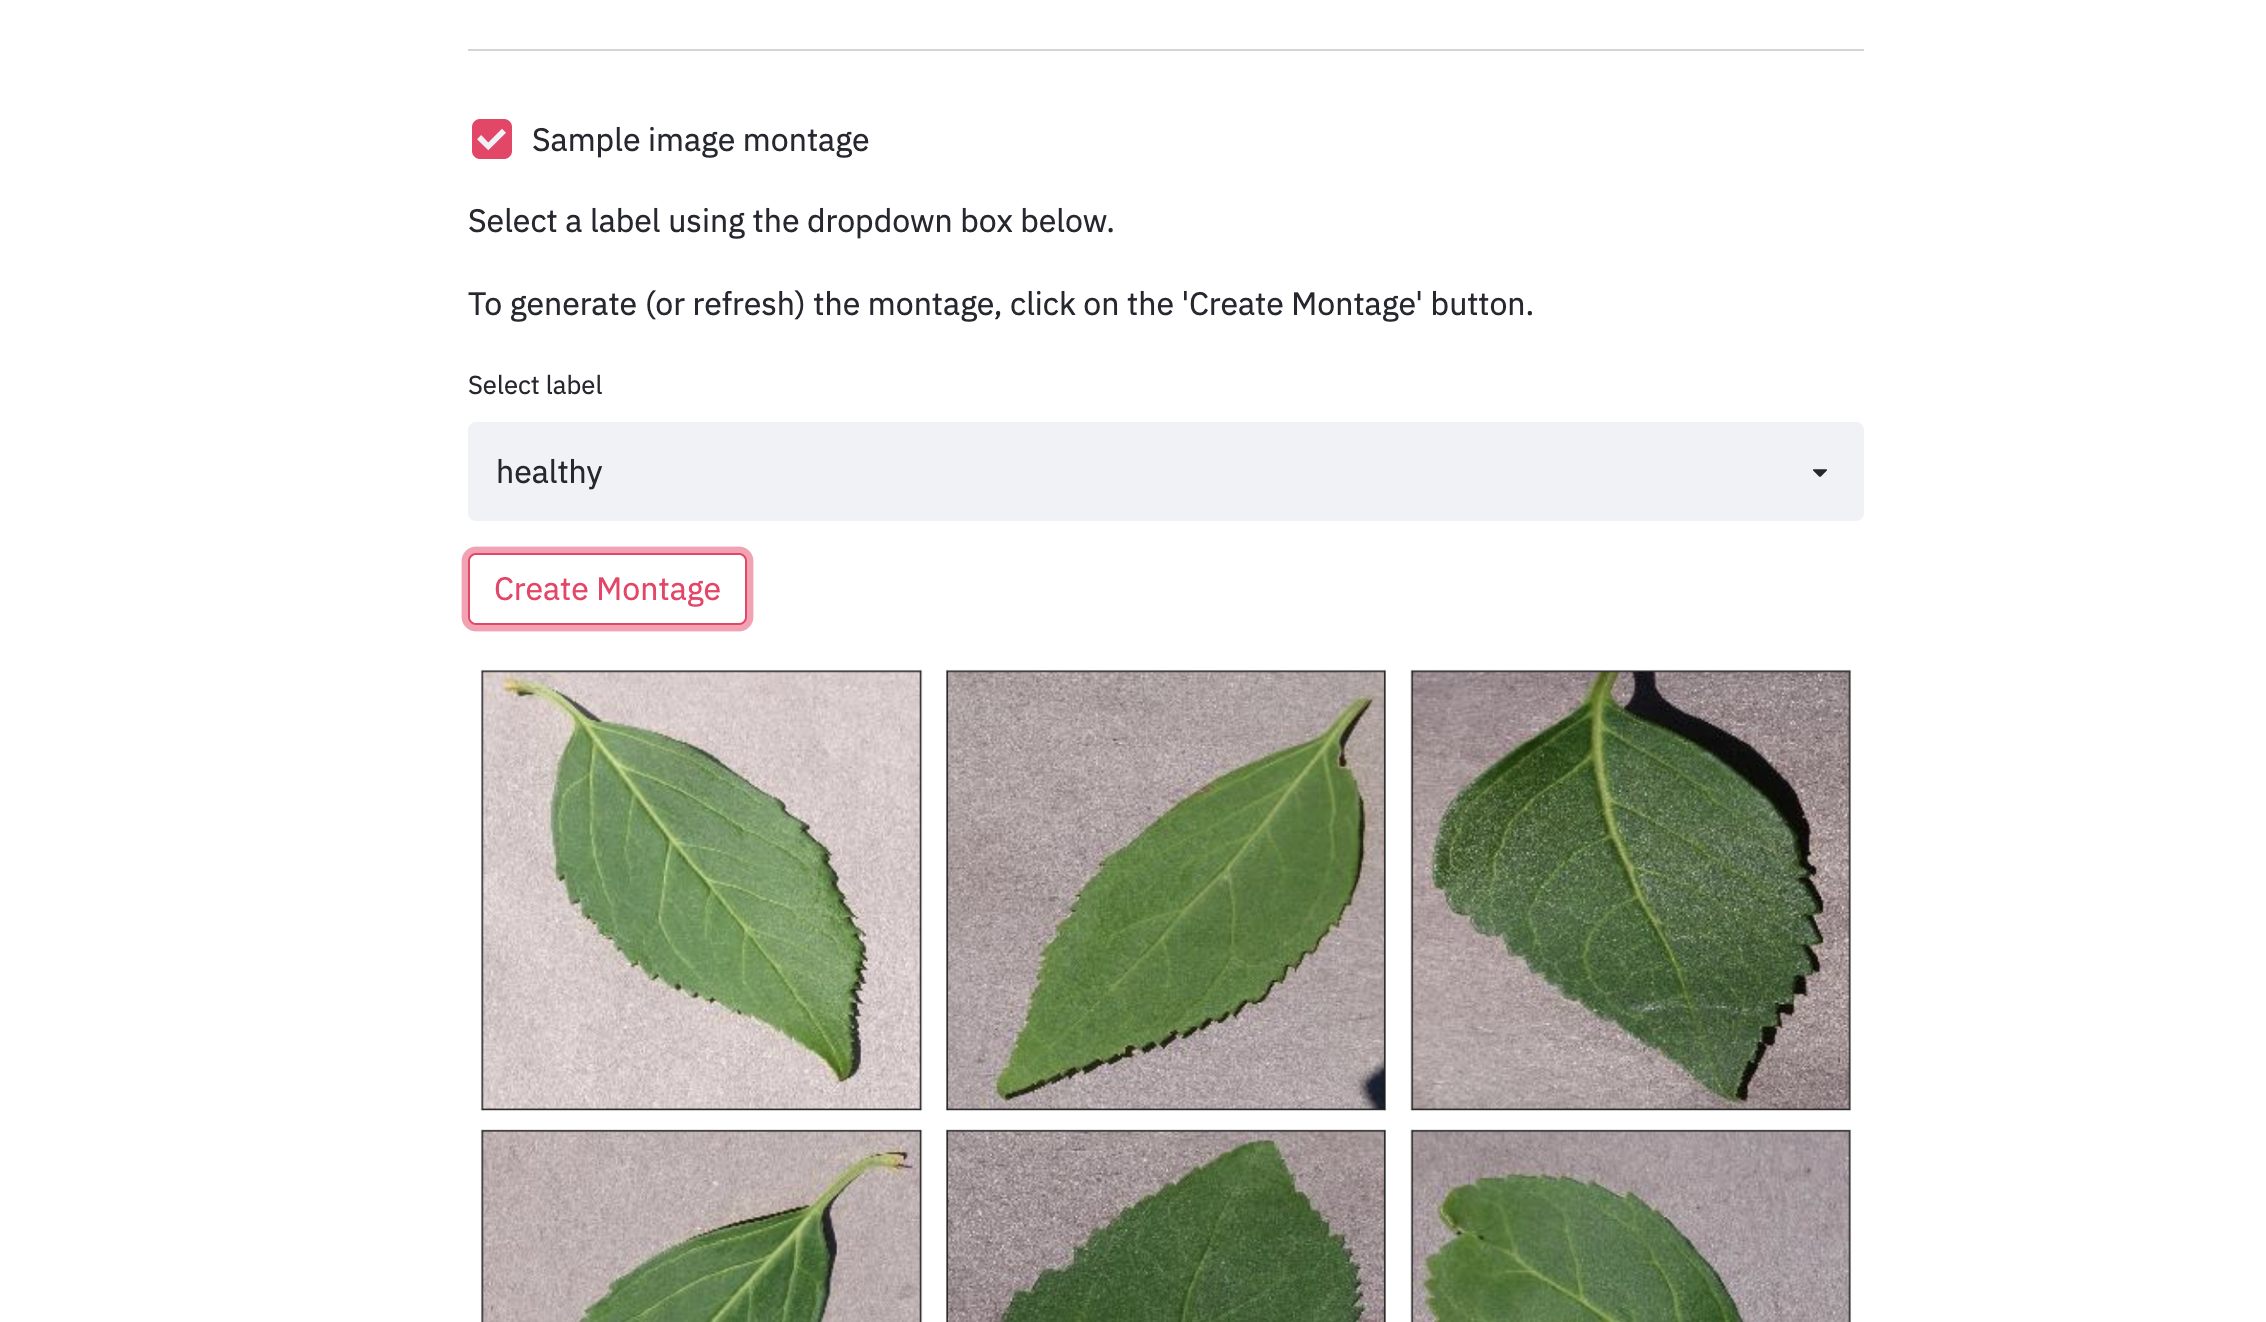 Sample image montage
Select a label using the dropdown box below.
To generate (or refresh) the montage, click on the 'Create Montage' button.
Select label
healthy
Create Montage